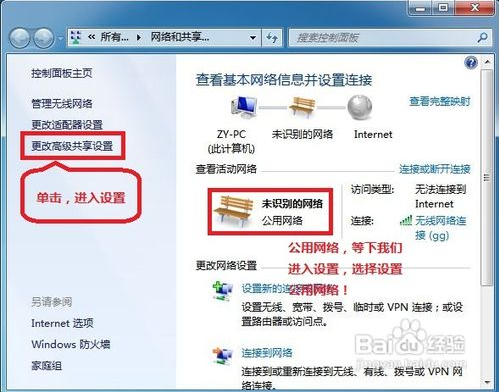 所有...
网络和共享...
搜索控制面板
控制面板主页
管理无线网络
更改适配器设置
更改高级共享设置
单击，进入设置
另请参阅
Internet 选项
Windows 防火墙
家庭组
查看基本网络信息并设置连接
查看完整映射
ZY-PC
(此计算机)
未识别的网络
Internet
查看活动网络
连接或断开连接
未识别的网络
公用网络
访问类型:
无法连接到
Internet
连接:
无线网络连接
(gg)
公用网络，等下我们
进入设置，选择设置
公用网络！
更改网络设置
设置新的连接或网络
设置无线、宽带、拨号、临时或 VPN 连接；或设
置路由器或访问点。
连接到网络
连接到或重新连接到无线、有线、拨号或 VPN 网
络连接。
Baidu 经验
jingyan.baidu.com